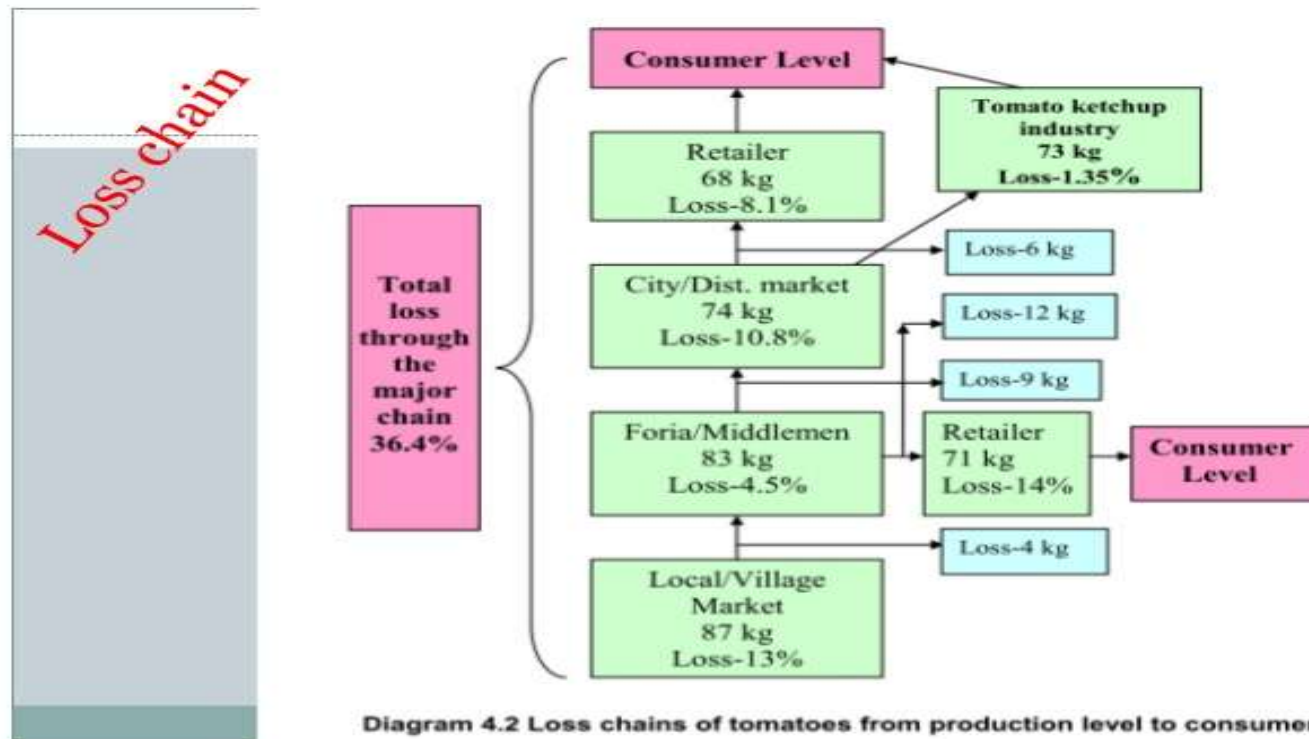 Loss chain
Consumer Level
Tomato ketchup
industry
73 kg
Loss-1.35%
Retailer
68 kg
Loss-8.1%
Loss-6 kg
Total
loss
through
the
major
chain
36.4%
City/Dist. market
74 kg
Loss-10.8%
Loss-12 kg
Loss-9 kg
Foria/Middlemen
83 kg
Loss-4.5%
Retailer
71 kg
Loss-14%
Consumer
Level
Loss-4 kg
Local/Village
Market
87 kg
Loss-13%
Diagram 4.2 Loss chains of tomatoes from production level to consumer